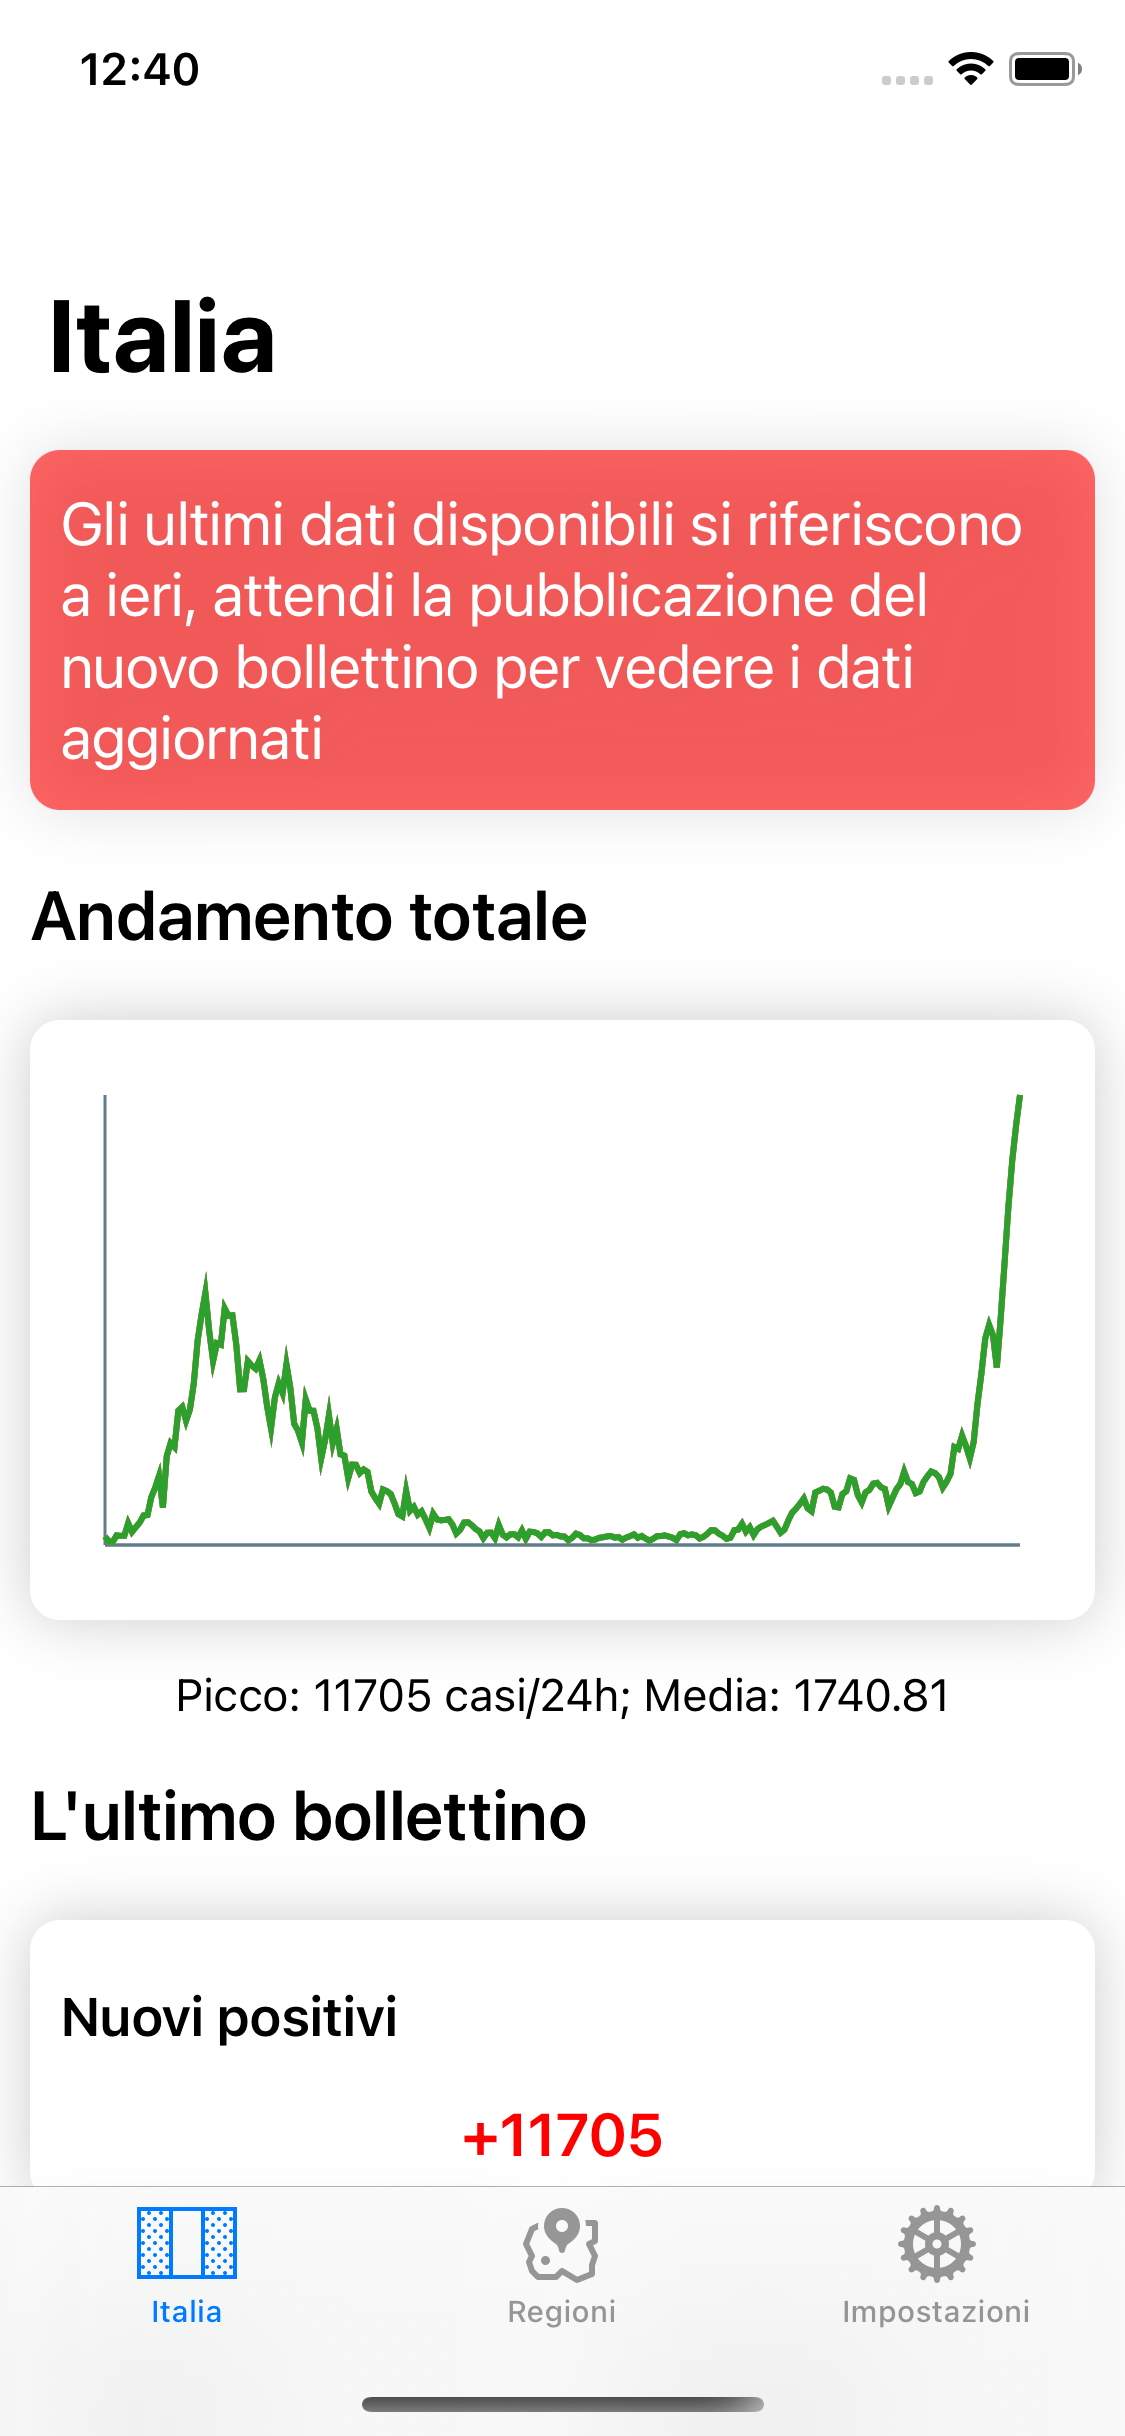 12:40
Italia
Gli ultimi dati disponibili si riferiscono
a ieri, attendi la pubblicazione del
nuovo bollettino per vedere i dati
aggiornati
Andamento totale
Picco: 11705 casi/24h; Media: 1740.81
L'ultimo bollettino
Nuovi positivi
+11705
Italia
Regioni
Impostazioni